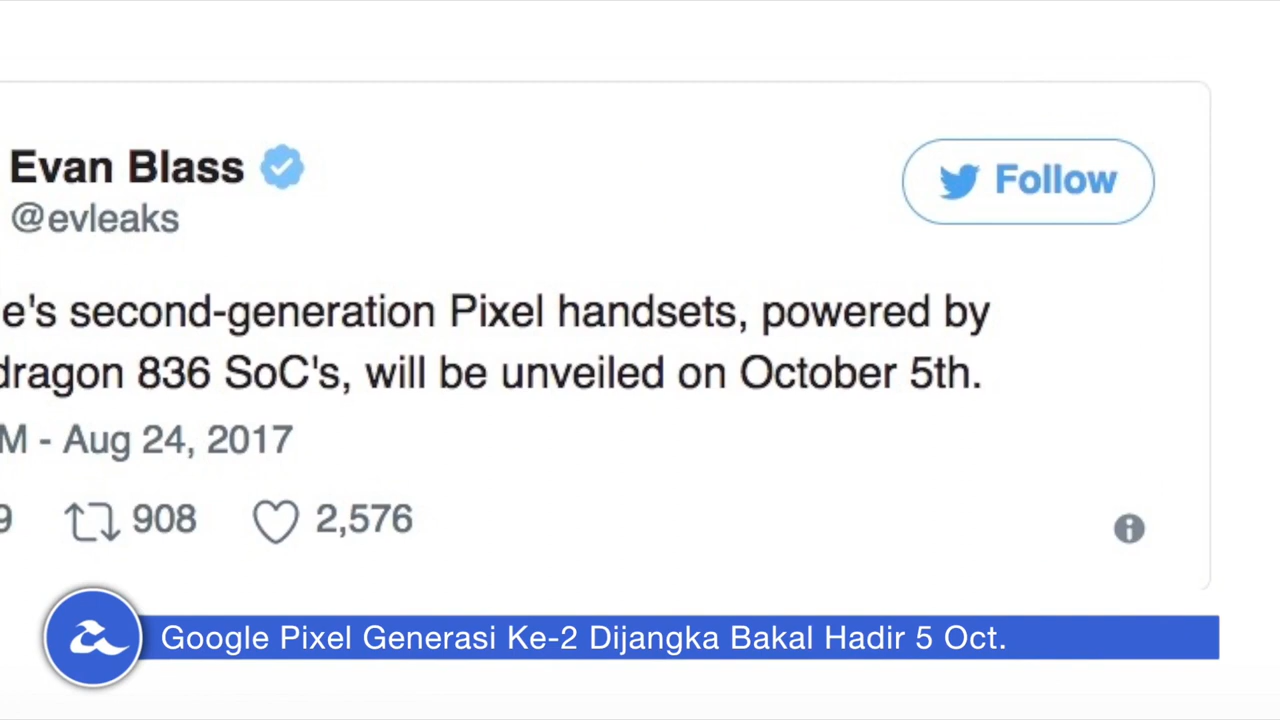 Evan Blass
@evleaks
Follow
e's second-generation Pixel handsets, powered by
dragon 836 SoC's, will be unveiled on October 5th.
M - Aug 24, 2017
9 908 2,576
Google Pixel Generasi Ke-2 Dijangka Bakal Hadir 5 Oct.